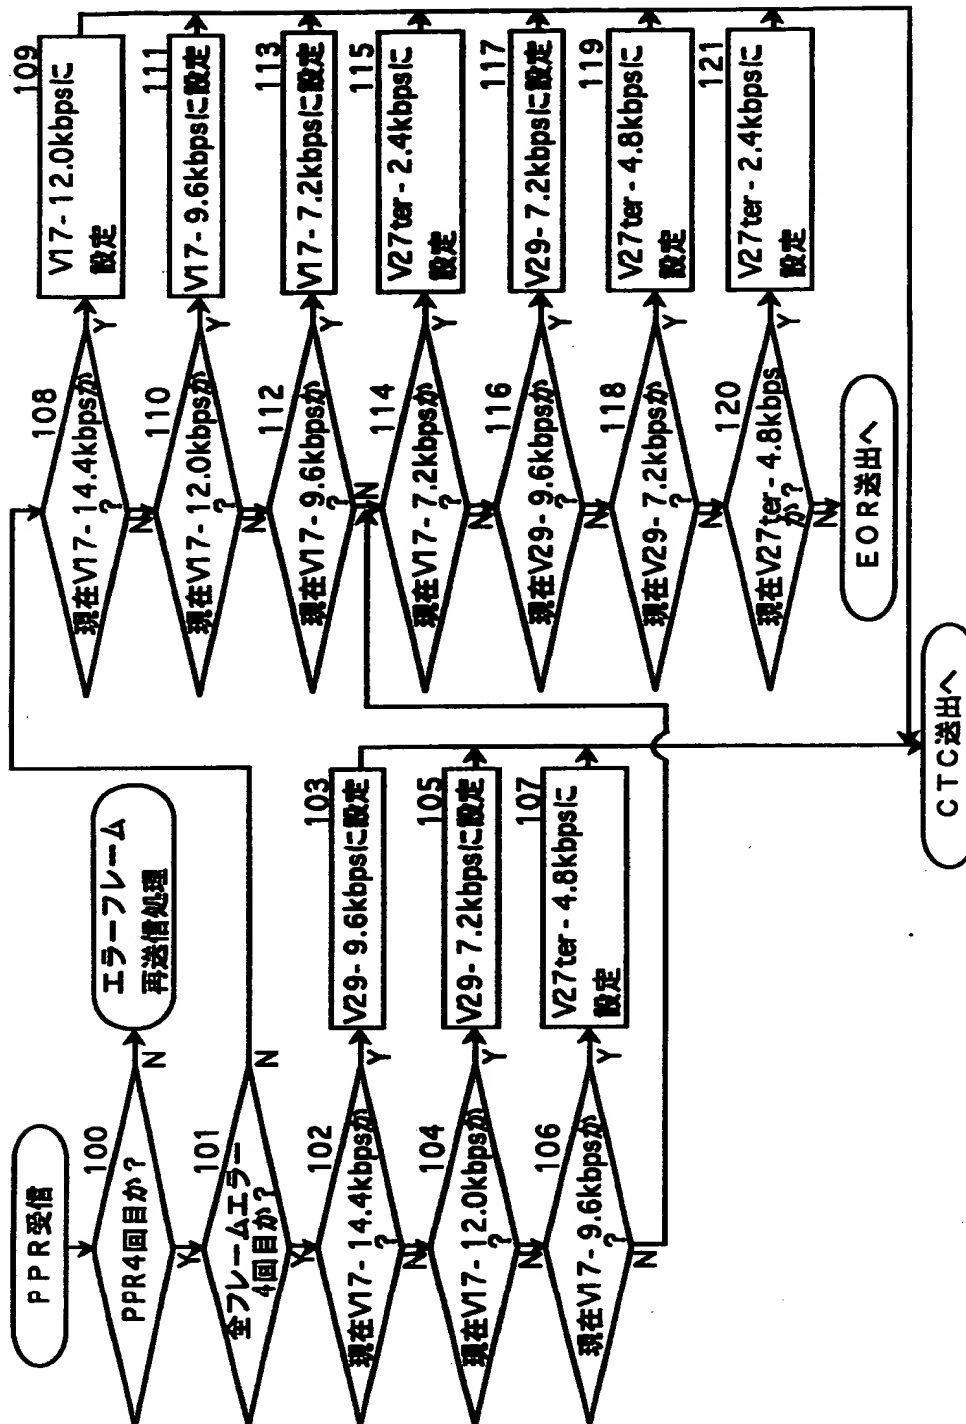 PPR受信
100
PPR4回目か?
Y
N
エラーフレーム
再送信処理
101
全フレームエラー
4回目か?
Y
N
102
現在V17-14.4kbpsか
?
Y
N
103
V29-9.6kbpsに設定
104
現在V17-12.0kbpsか
?
Y
N
105
V29-7.2kbpsに設定
106
現在V17-9.6kbpsか
?
Y
N
107
V27ter-4.8kbpsに
設定
108
現在V17-14.4kbpsか
?
Y
N
109
V17-12.0kbpsに
設定
110
現在V17-12.0kbpsか
?
Y
N
111
V17-9.6kbpsに設定
112
現在V17-9.6kbpsか
?
Y
N
113
V17-7.2kbpsに設定
114
現在V17-7.2kbpsか
?
Y
N
115
V27ter-2.4kbpsに
設定
116
現在V29-9.6kbpsか
?
Y
N
117
V29-7.2kbpsに設定
118
現在V29-7.2kbpsか
?
Y
N
119
V27ter-4.8kbpsに
設定
120
現在V27ter-4.8kbps
か?
Y
N
121
V27ter-2.4kbpsに
設定
EOR送出へ
CTC送出へ